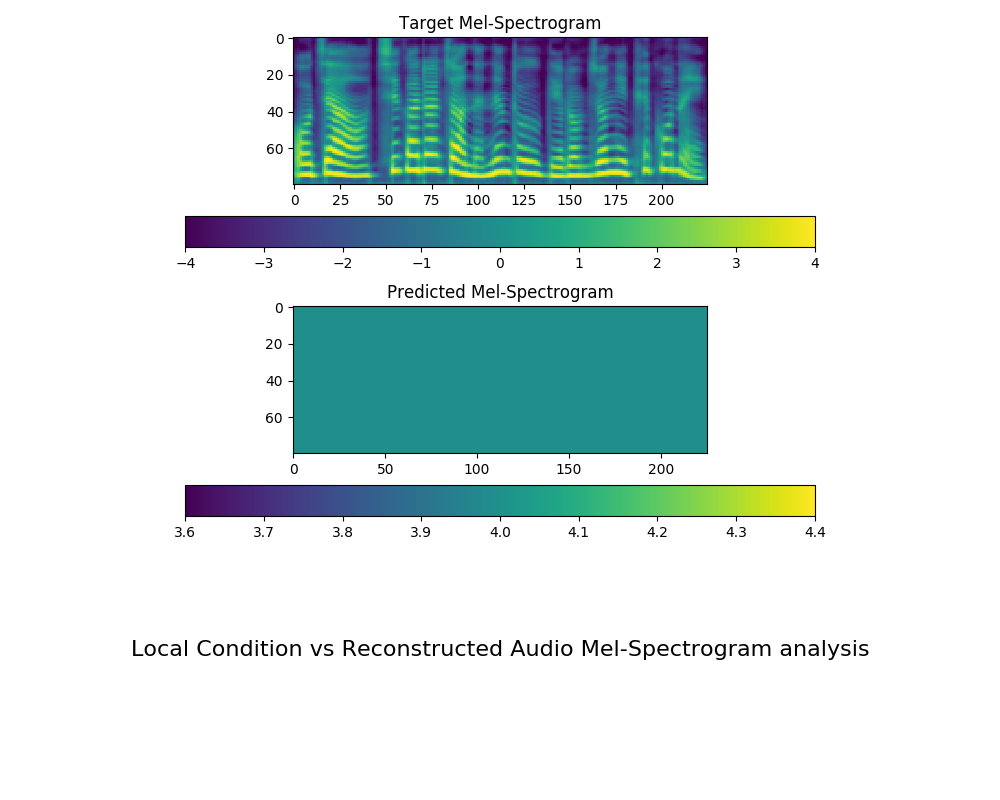 Target Mel-Spectrogram
0
20
40
60
0 25 50 75 100 125 150 175 200
−4 −3 −2 −1 0 1 2 3 4
Predicted Mel-Spectrogram
0
20
40
60
0 50 100 150 200
3.6 3.7 3.8 3.9 4.0 4.1 4.2 4.3 4.4
Local Condition vs Reconstructed Audio Mel-Spectrogram analysis